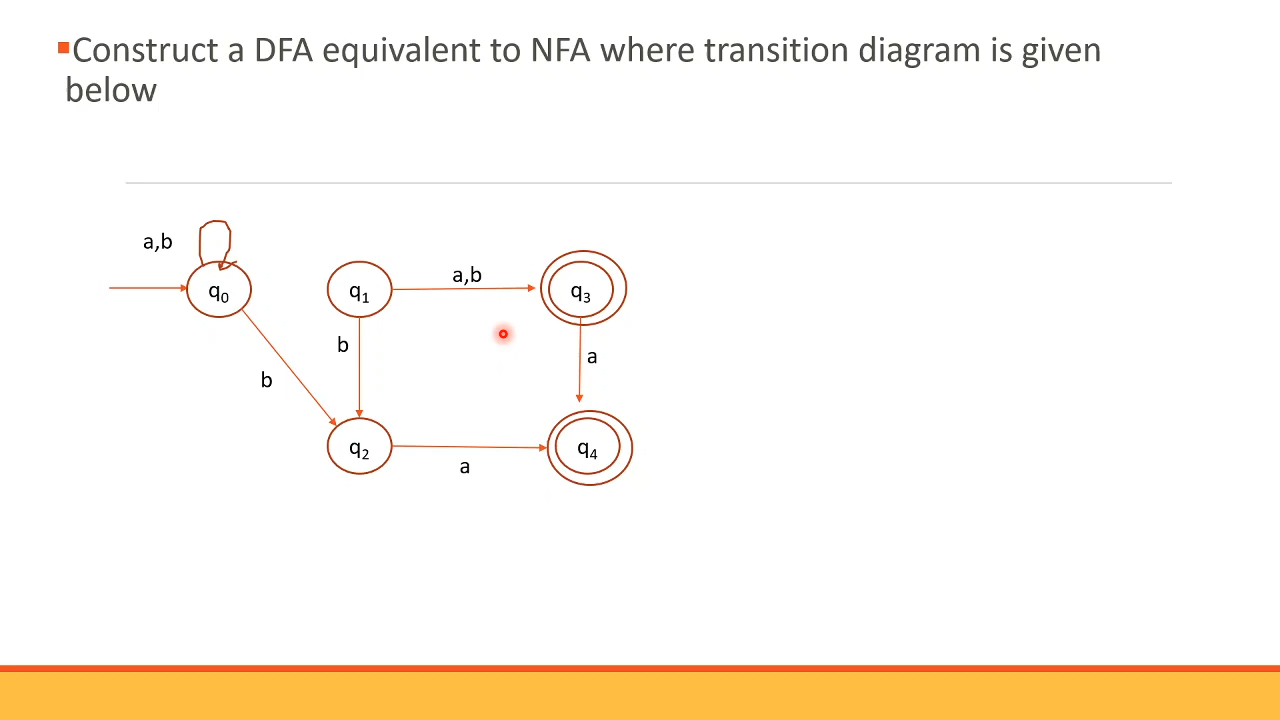 ▪Construct a DFA equivalent to NFA where transition diagram is given
below
a,b
q₀
q₁
a,b
q₃
b
a
b
q₂
q₄
a